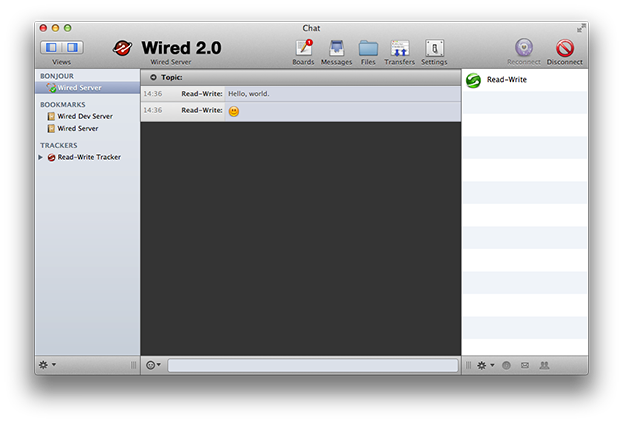 Chat
Views
Wired 2.0
Wired Server
Boards
1
Messages
Files
Transfers
Settings
Reconnect
Disconnect
BONJOUR
Wired Server
BOOKMARKS
Wired Dev Server
Wired Server
TRACKERS
Read-Write Tracker
Topic:
14:36 Read-Write: Hello, world.
14:36 Read-Write:
Read-Write